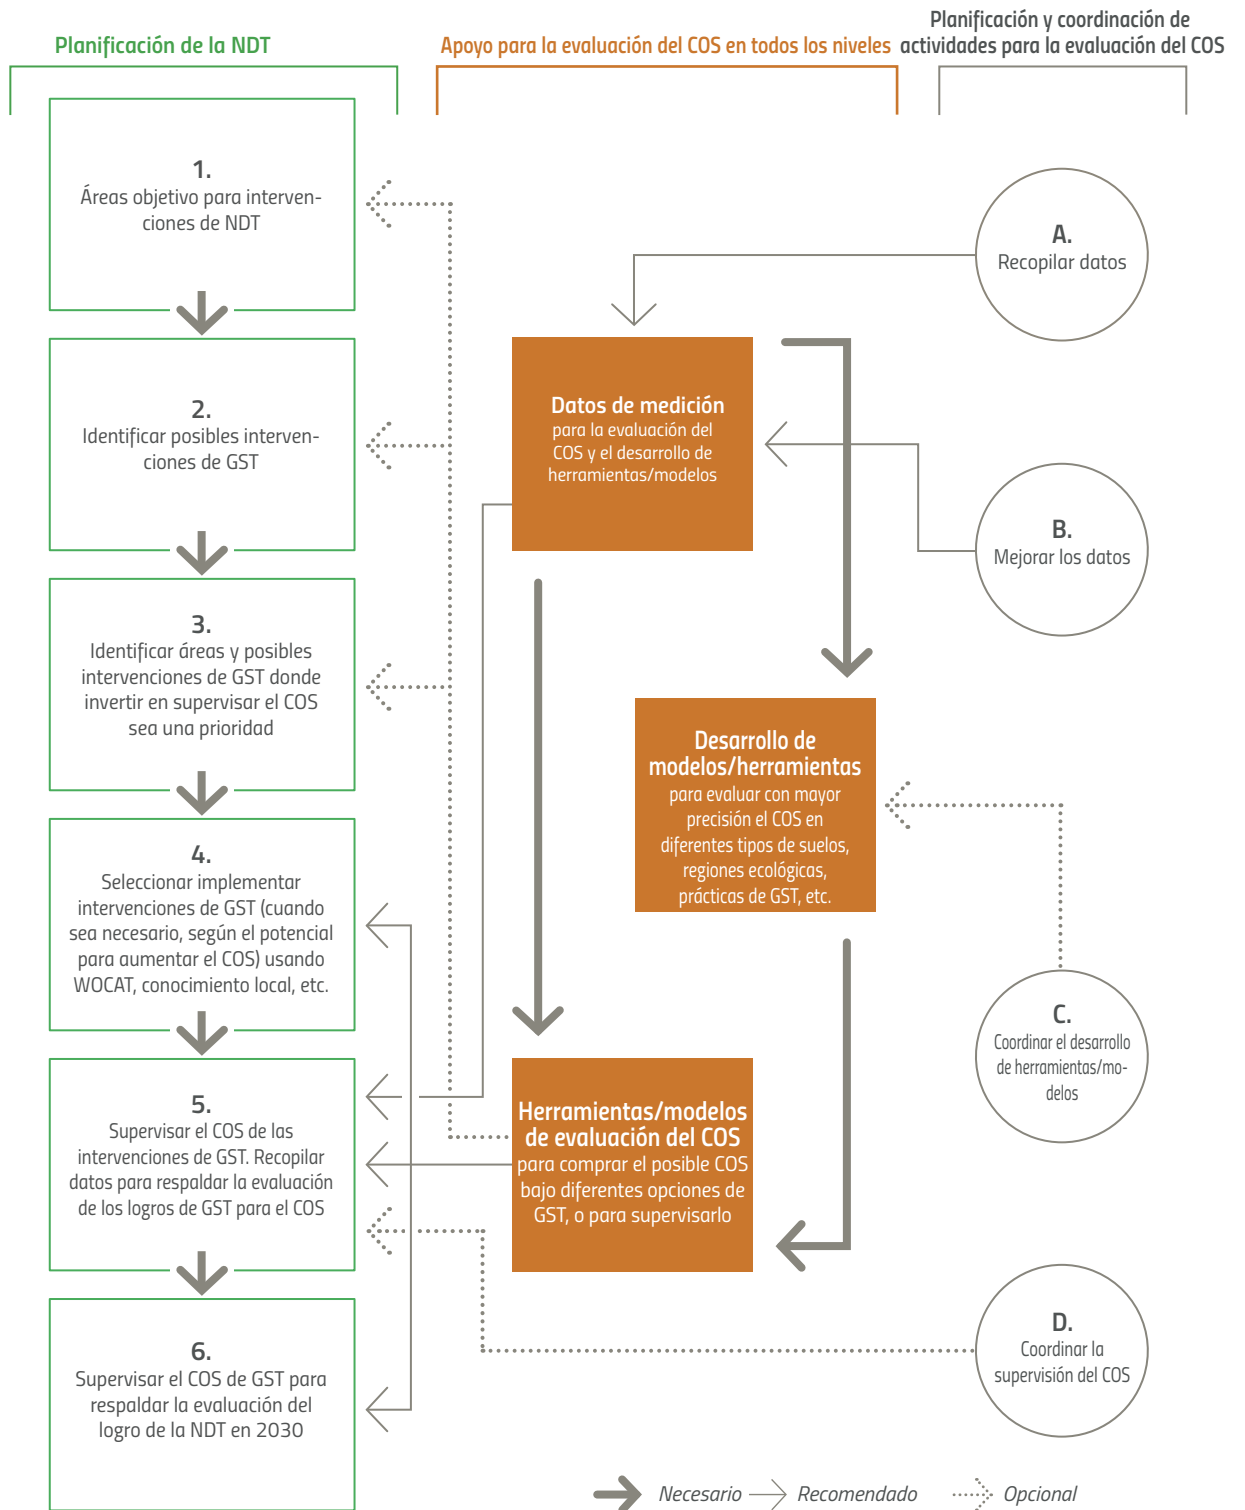 Planificación de la NDT
Apoyo para la evaluación del COS en todos los niveles
Planificación y coordinación de
actividades para la evaluación del COS
1.
Áreas objetivo para interven-
ciones de NDT
2.
Identificar posibles interven-
ciones de GST
3.
Identificar áreas y posibles
intervenciones de GST donde
invertir en supervisar el COS
sea una prioridad
4.
Seleccionar implementar
intervenciones de GST (cuando
sea necesario, según el potencial
para aumentar el COS) usando
WOCAT, conocimiento local, etc.
5.
Supervisar el COS de las
intervenciones de GST. Recopilar
datos para respaldar la evaluación
de los logros de GST para el COS
6.
Supervisar el COS de GST para
respaldar la evaluación del
logro de la NDT en 2030
Datos de medición
para la evaluación del
COS y el desarrollo de
herramientas/modelos
Desarrollo de
modelos/herramientas
para evaluar con mayor
precisión el COS en
diferentes tipos de suelos,
regiones ecológicas,
prácticas de GST, etc.
Herramientas/modelos
de evaluación del COS
para comprar el posible COS
bajo diferentes opciones de
GST, o para supervisarlo
A.
Recopilar datos
B.
Mejorar los datos
C.
Coordinar el desarrollo
de herramientas/mo-
delos
D.
Coordinar la
supervisión del COS
Necesario
Recomendado
Opcional